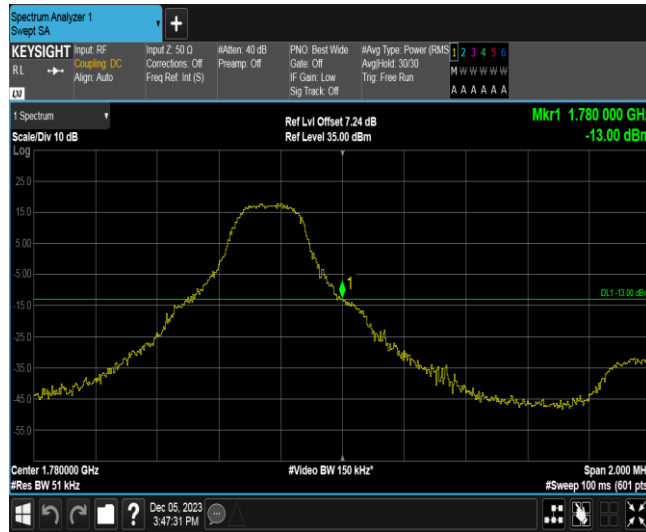 Spectrum Analyzer 1
Swept SA
+
KEYSIGHT
RL
LXI
Input: RF
Coupling: DC
Align: Auto
Input Z: 50 Ω
Corrections: Off
Freq Ref: Int (S)
#Atten: 40 dB
Preamp: Off
PNO: Best Wide
Gate: Off
IF Gain: Low
Sig Track: Off
#Avg Type: Power (RMS
Avg|Hold: 30/30
Trig: Free Run
1 2 3 4 5 6
M W W W W W
A A A A A A
1 Spectrum
Scale/Div 10 dB
Log
Ref Lvl Offset 7.24 dB
Ref Level 35.00 dBm
Mkr1 1.780 000 GHz
-13.00 dBm
25.0
15.0
5.00
-5.00
-15.0
-25.0
-35.0
-45.0
-55.0
1
DL1 -13.00 dBm
Center 1.780000 GHz
#Res BW 51 kHz
#Video BW 150 kHz*
Span 2.000 MHz
#Sweep 100 ms (601 pts)
?
Dec 05, 2023
3:47:31 PM